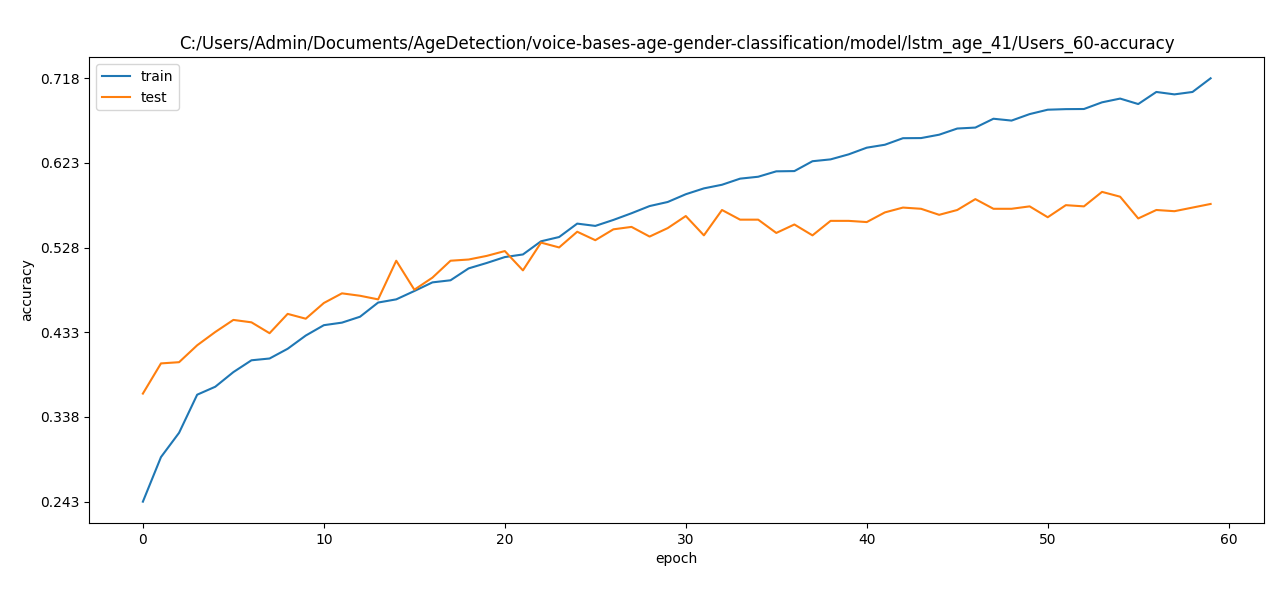 C:/Users/Admin/Documents/AgeDetection/voice-bases-age-gender-classification/model/lstm_age_41/Users_60-accuracy
train
test
0.718
0.623
0.528
0.433
0.338
0.243
accuracy
0 10 20 30 40 50 60
epoch